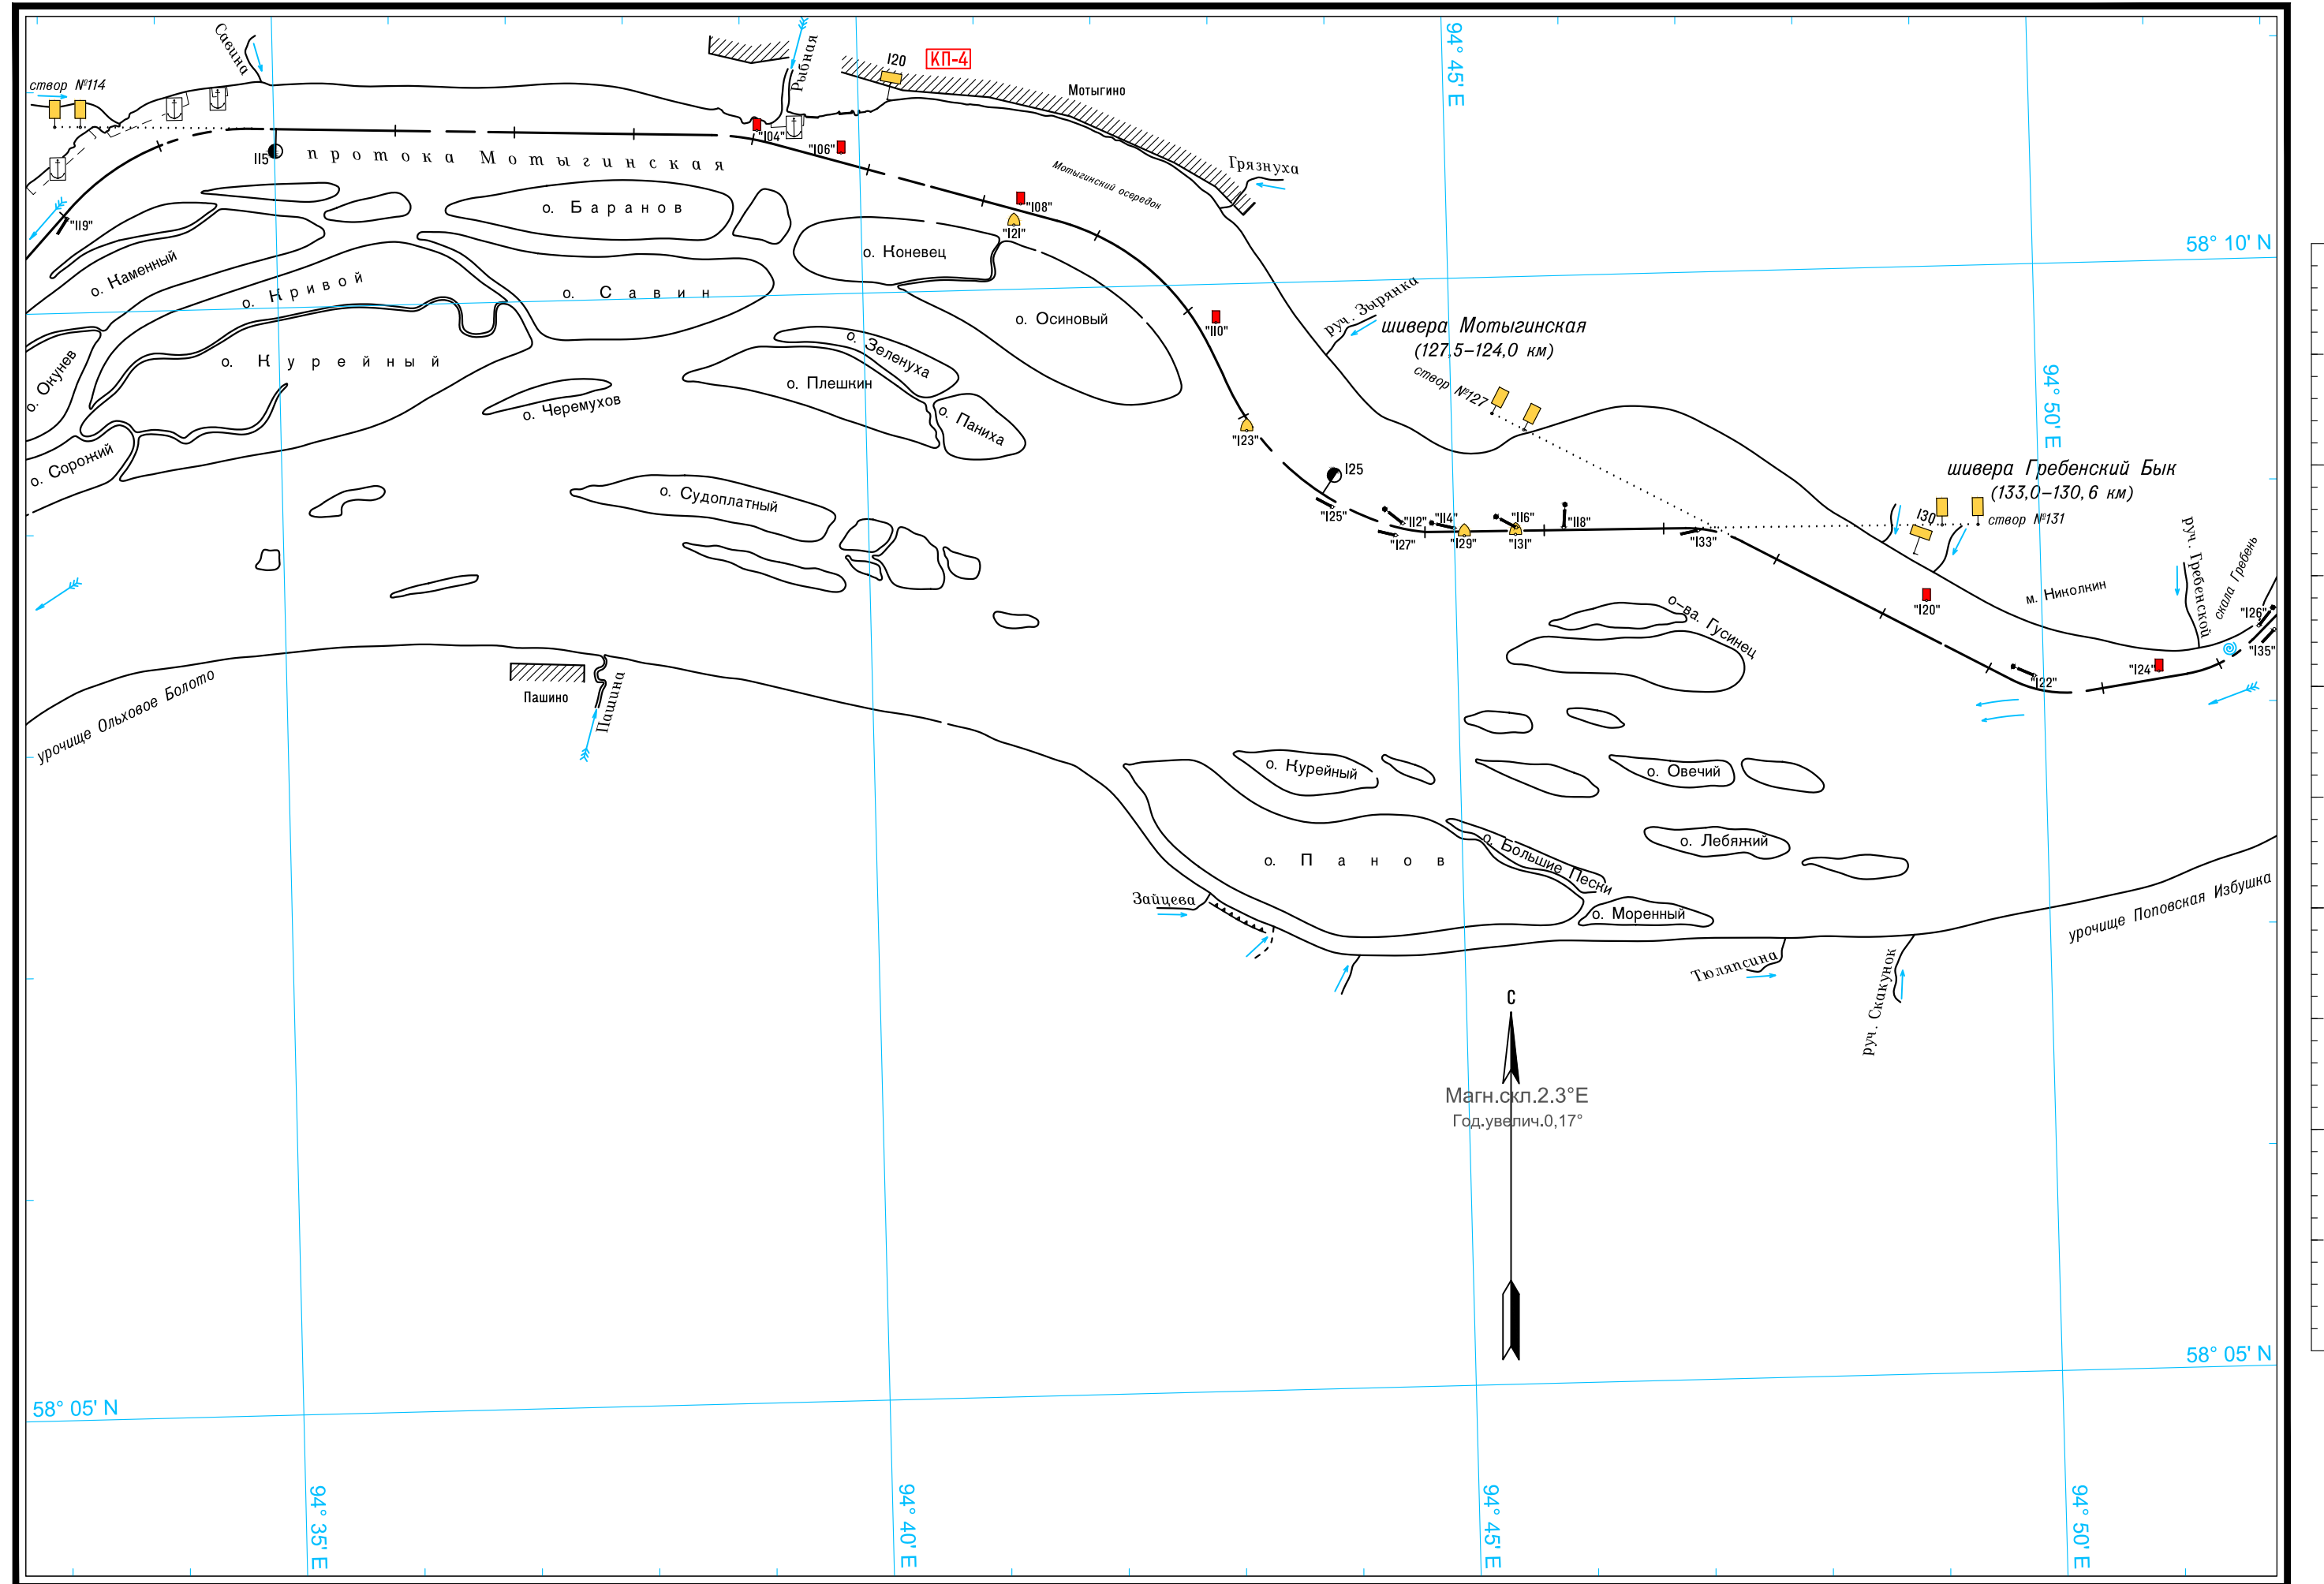 Савина
створ №114
Рыбная
120
КП-4
Мотыгино
94° 45' E
"104"
"106"
115
протока Мотыгинская
Мотыгинский осередок
Грязнуха
"119"
"108"
"121"
о. Баранов
о. Коневец
58° 10' N
о. Каменный
о. Кривой
о. Савин
о. Осиновый
"110"
руч. Зырянка
шивера Мотыгинская
(127,5–124,0 км)
о. Окунев
о. Курейный
о. Зеленуха
о. Плешкин
о. Черемухов
о. Паниха
створ №127
94° 50' E
"123"
о. Сорожий
о. Судоплатный
125
"125"
"112"
"114"
"116"
"118"
"127"
"129"
"131"
"133"
шивера Гребенский Бык
(133,0–130,6 км)
130
створ №131
руч. Гребенской
скала Гребень
"120"
м. Николкин
"126"
"135"
"124"
"122"
о-ва. Гусинец
урочище Ольховое Болото
Пашино
Пашина
о. Курейный
о. Овечий
о. Панов
о. Большие Пески
о. Лебяжий
о. Моренный
Зайцева
Тюляпсина
руч. Скакунок
урочище Поповская Избушка
С
Магн.скл.2.3°E
Год.увелич.0,17°
58° 05' N
58° 05' N
94° 35' E
94° 40' E
94° 45' E
94° 50' E